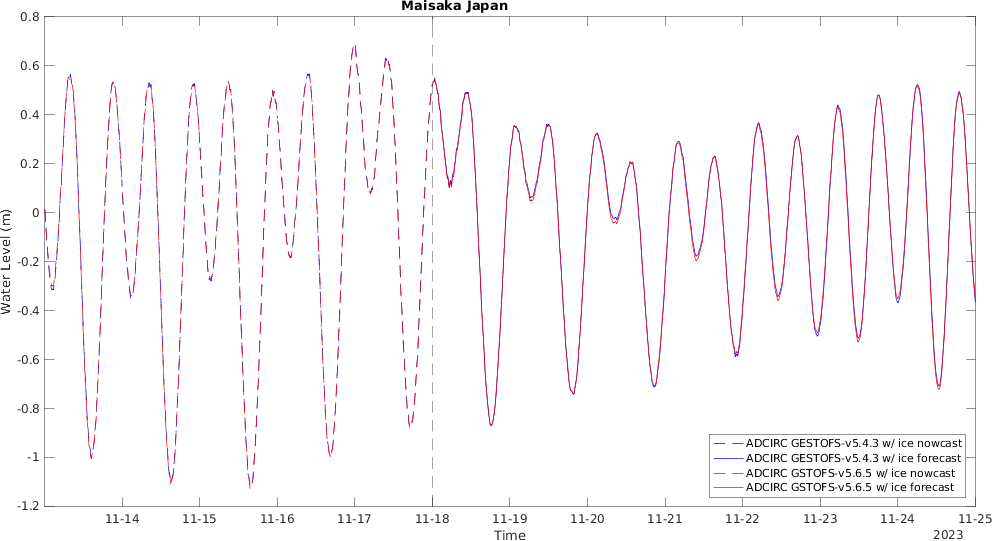 Maisaka Japan
0.8
0.6
0.4
0.2
0
-0.2
-0.4
-0.6
-0.8
-1
-1.2
Water Level (m)
ADCIRC GESTOFS-v5.4.3 w/ ice nowcast
ADCIRC GESTOFS-v5.4.3 w/ ice forecast
ADCIRC GSTOFS-v5.6.5 w/ ice nowcast
ADCIRC GSTOFS-v5.6.5 w/ ice forecast
11-14 11-15 11-16 11-17 11-18 11-19 11-20 11-21 11-22 11-23 11-24 11-25
Time
2023